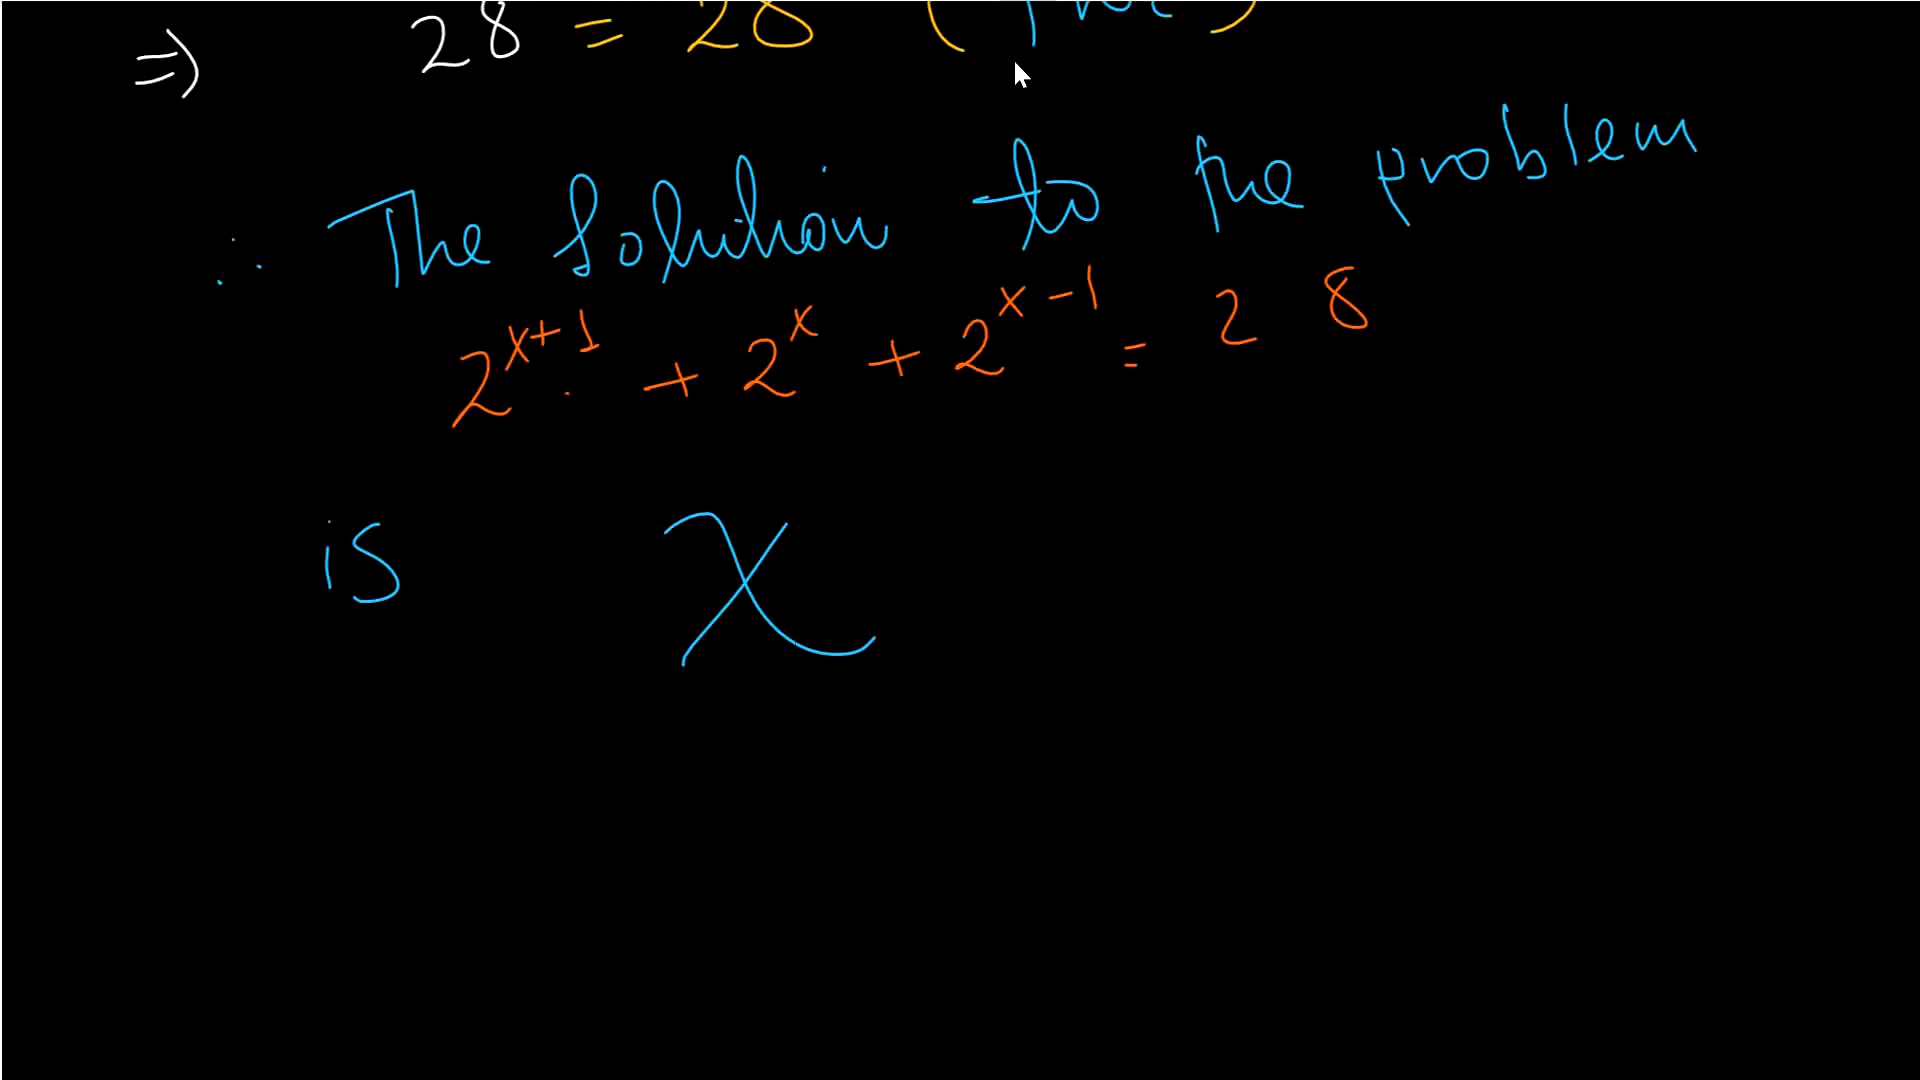 ⇒ 28 = 28 (
∴ The Solution to the problem
2^{x+1} + 2^x + 2^{x-1} = 28
is x